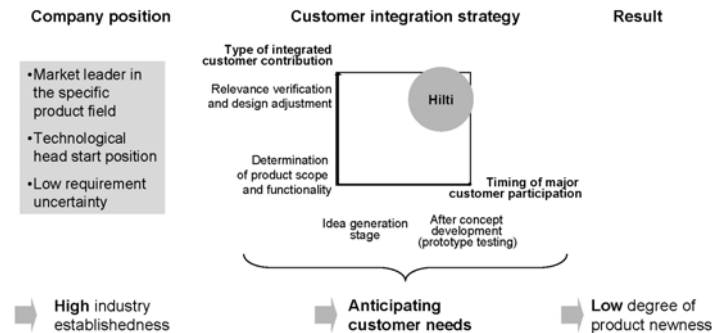 Company position
Customer integration strategy
Result
•Market leader in
the specific
product field
•Technological
head start position
•Low requirement
uncertainty
Type of integrated
customer contribution
Relevance verification
and design adjustment
Hilti
Determination
of product scope
and functionality
Timing of major
customer participation
Idea generation
stage
After concept
development
(prototype testing)
High industry
establishedness
Anticipating
customer needs
Low degree of
product newness